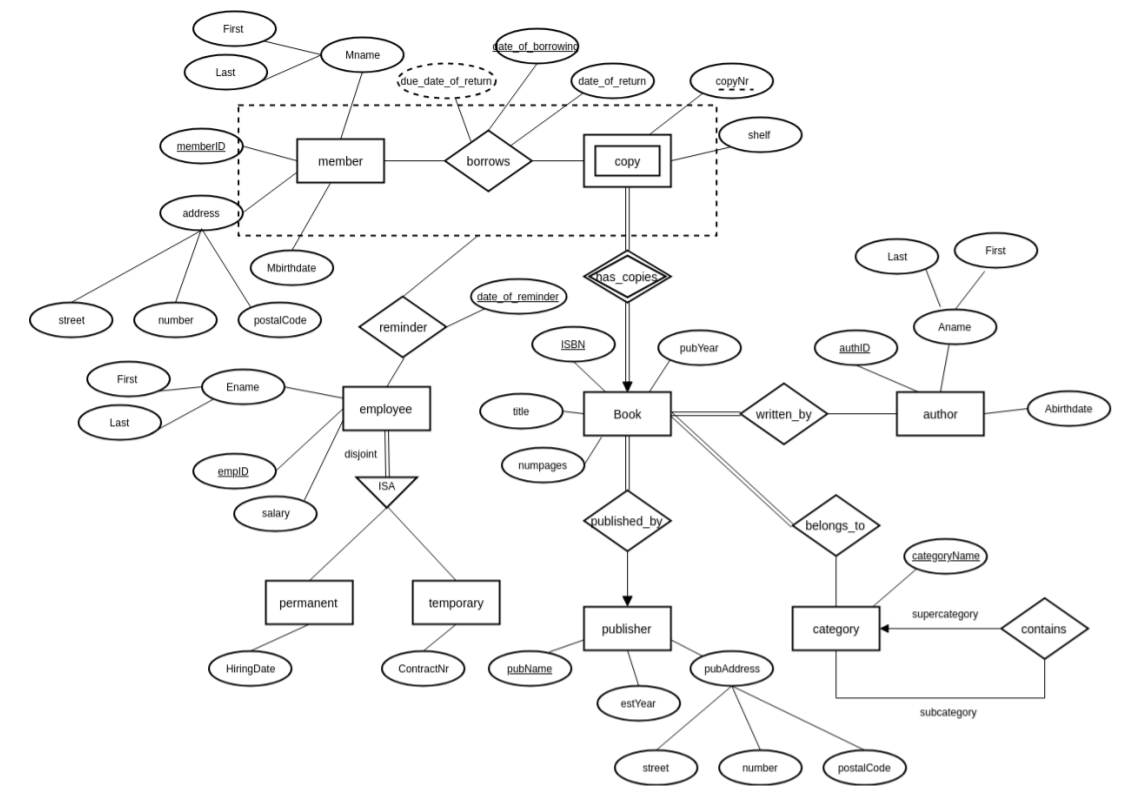 First
Mname
date_of_borrowing
Last
due_date_of_return
date_of_return
copyNr
shelf
memberID
member
borrows
copy
address
Mbirthdate
street
number
postalCode
has_copies
Last
First
date_of_reminder
reminder
Aname
ISBN
pubYear
authID
First
Ename
employee
Last
title
Book
written_by
author
Abirthdate
disjoint
numpages
empID
ISA
salary
published_by
belongs_to
categoryName
permanent
temporary
publisher
category
supercategory
contains
HiringDate
ContractNr
pubName
pubAddress
estYear
subcategory
street
number
postalCode